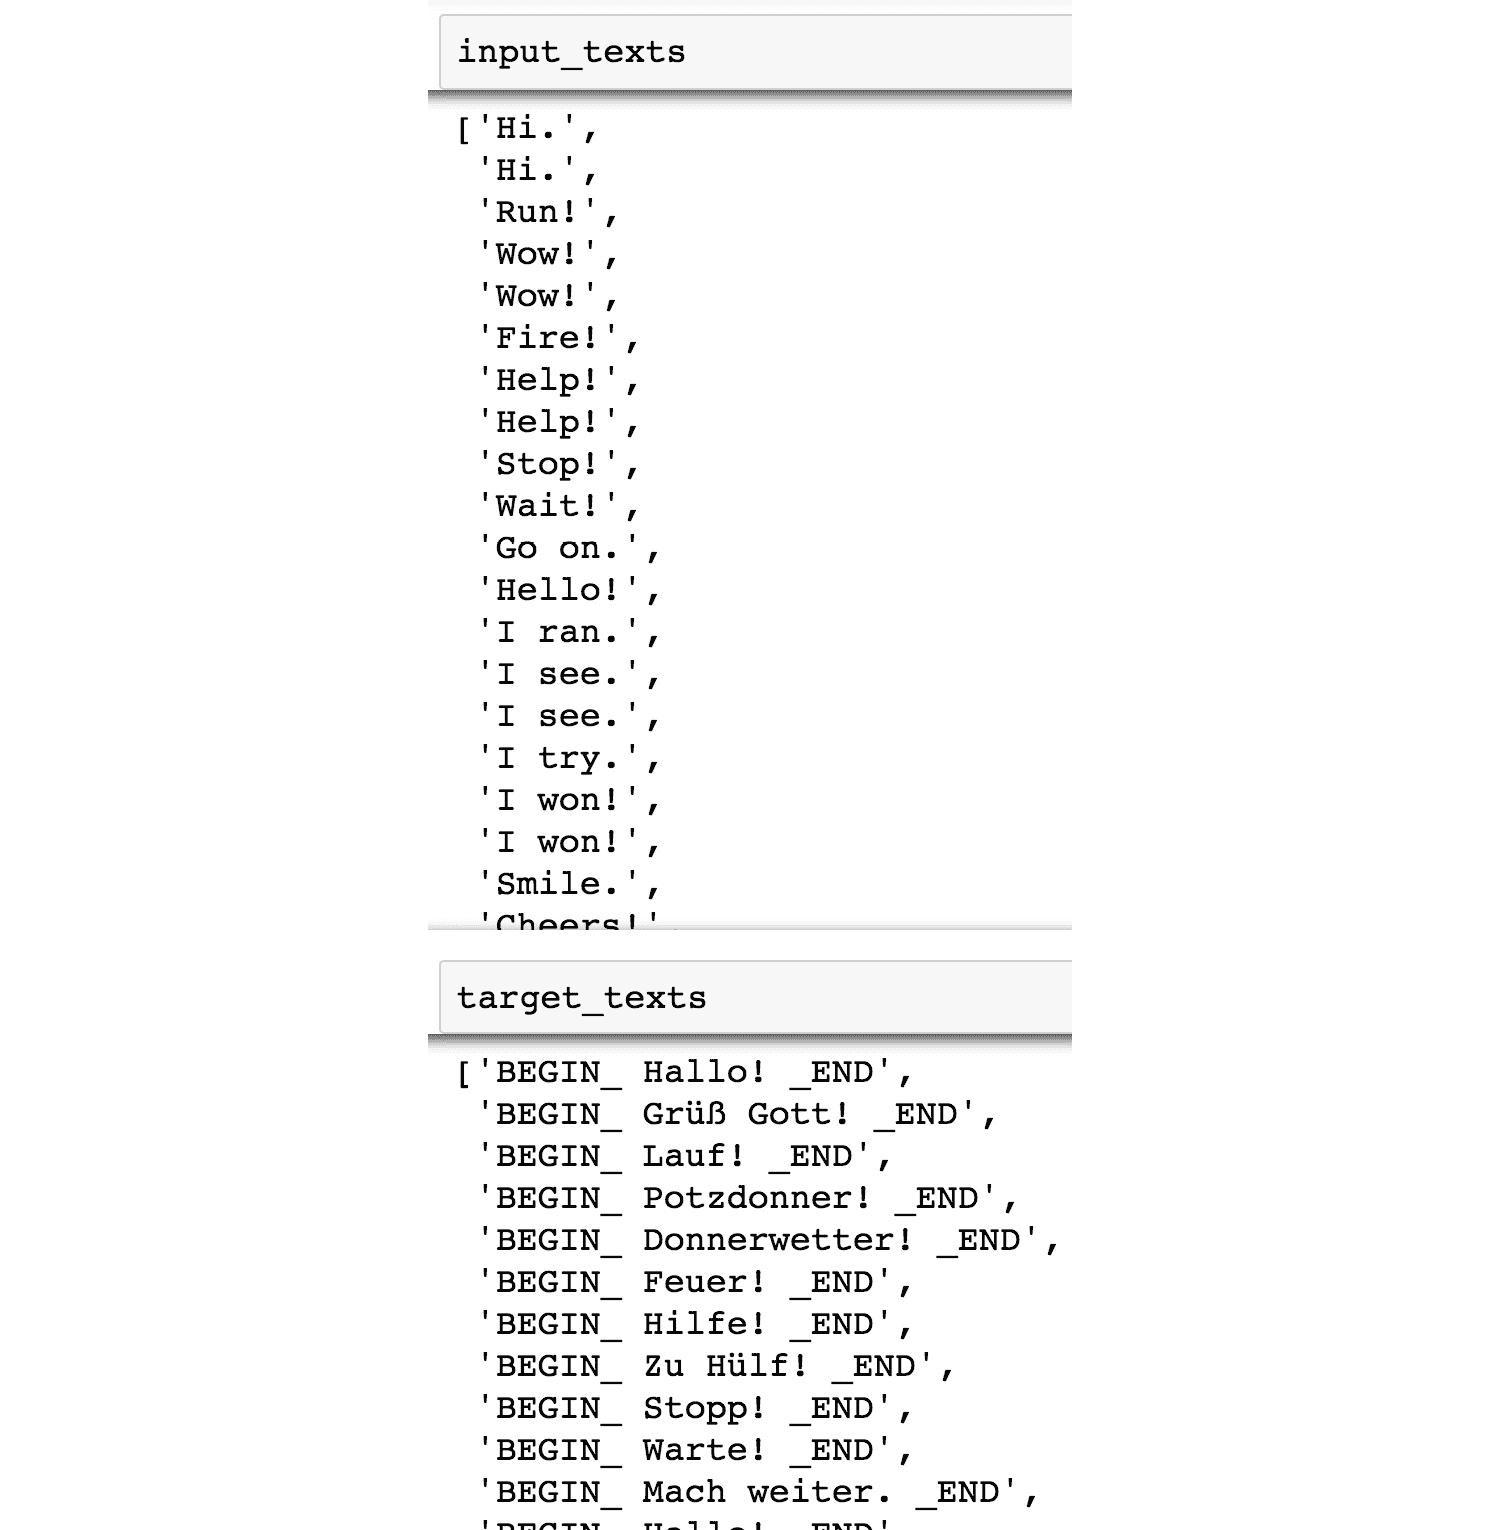 input_texts
['Hi.',
'Hi.',
'Run!',
'Wow!',
'Wow!',
'Fire!',
'Help!',
'Help!',
'Stop!',
'Wait!',
'Go on.',
'Hello!',
'I ran.',
'I see.',
'I see.',
'I try.',
'I won!',
'I won!',
'Smile.',
'Cheers!',
target_texts
['BEGIN_ Hallo! _END',
'BEGIN_ Grüß Gott! _END',
'BEGIN_ Lauf! _END',
'BEGIN_ Potzdonner! _END',
'BEGIN_ Donnerwetter! _END',
'BEGIN_ Feuer! _END',
'BEGIN_ Hilfe! _END',
'BEGIN_ Zu Hülf! _END',
'BEGIN_ Stopp! _END',
'BEGIN_ Warte! _END',
'BEGIN_ Mach weiter. _END',
'BEGIN_ Hallo! _END'